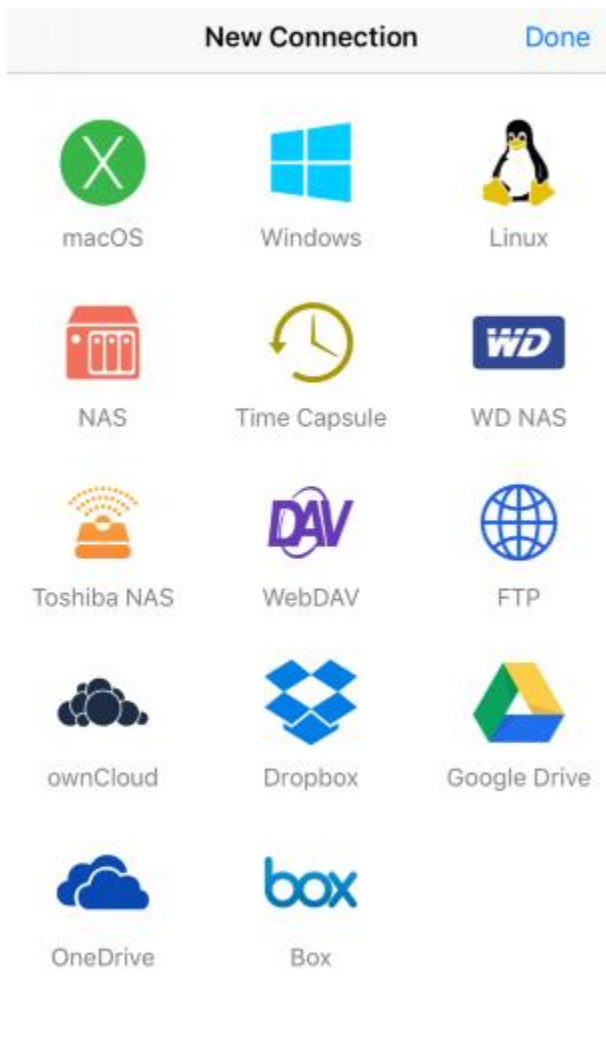 New Connection Done
X
macOS Windows Linux
WD
NAS Time Capsule WD NAS
DAV
Toshiba NAS WebDAV FTP
ownCloud Dropbox Google Drive
box
OneDrive Box